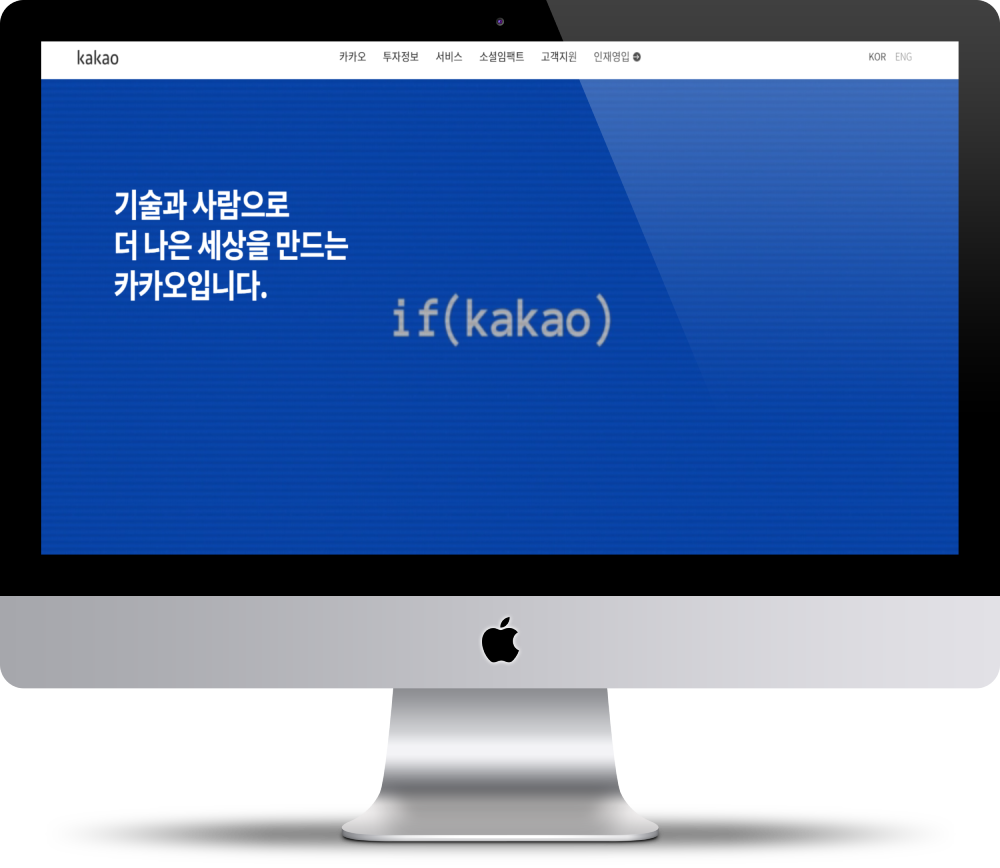 kakao
카카오 투자정보 서비스 소셜임팩트 고객지원 인재영입
KOR ENG
기술과 사람으로
더 나은 세상을 만드는
카카오입니다.
if(kakao)